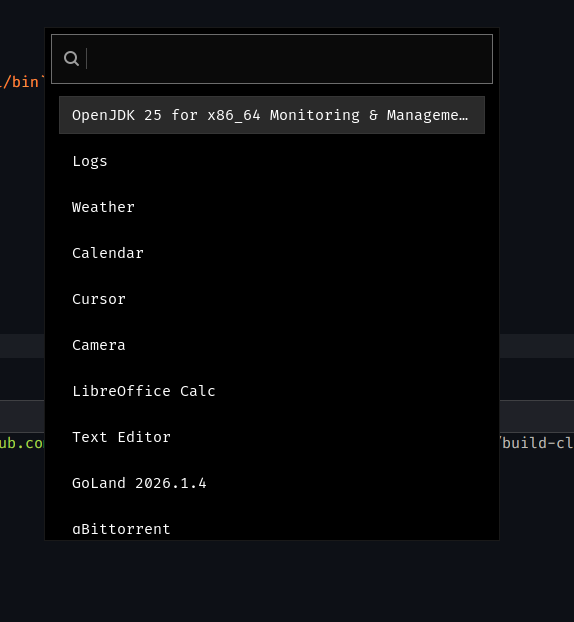 /bin`
OpenJDK 25 for x86_64 Monitoring & Manageme…
Logs
Weather
Calendar
Cursor
Camera
LibreOffice Calc
Text Editor
ub.com /build-cl
GoLand 2026.1.4
qBittorrent